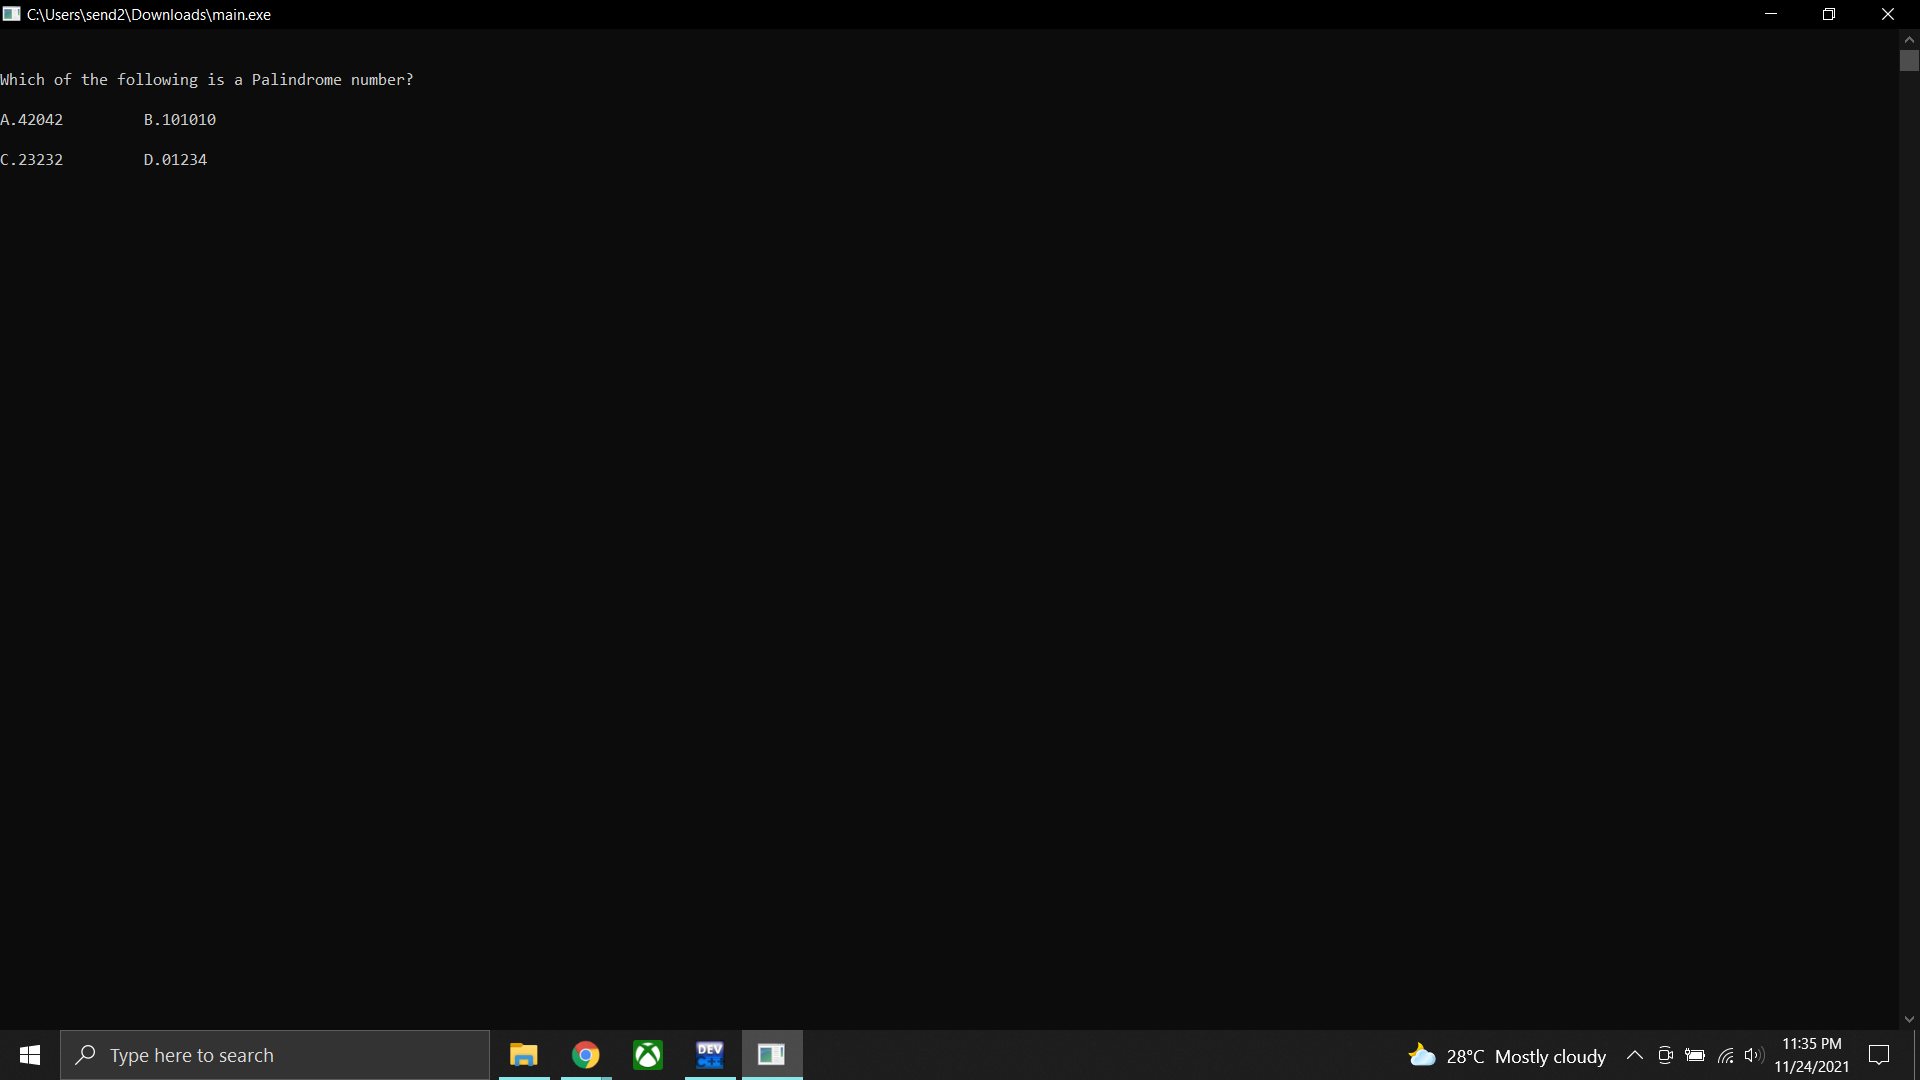 C:\Users\send2\Downloads\main.exe
Which of the following is a Palindrome number?
A.42042 B.101010
C.23232 D.01234
Type here to search
DEV
C++
28°C Mostly cloudy
11:35 PM
11/24/2021